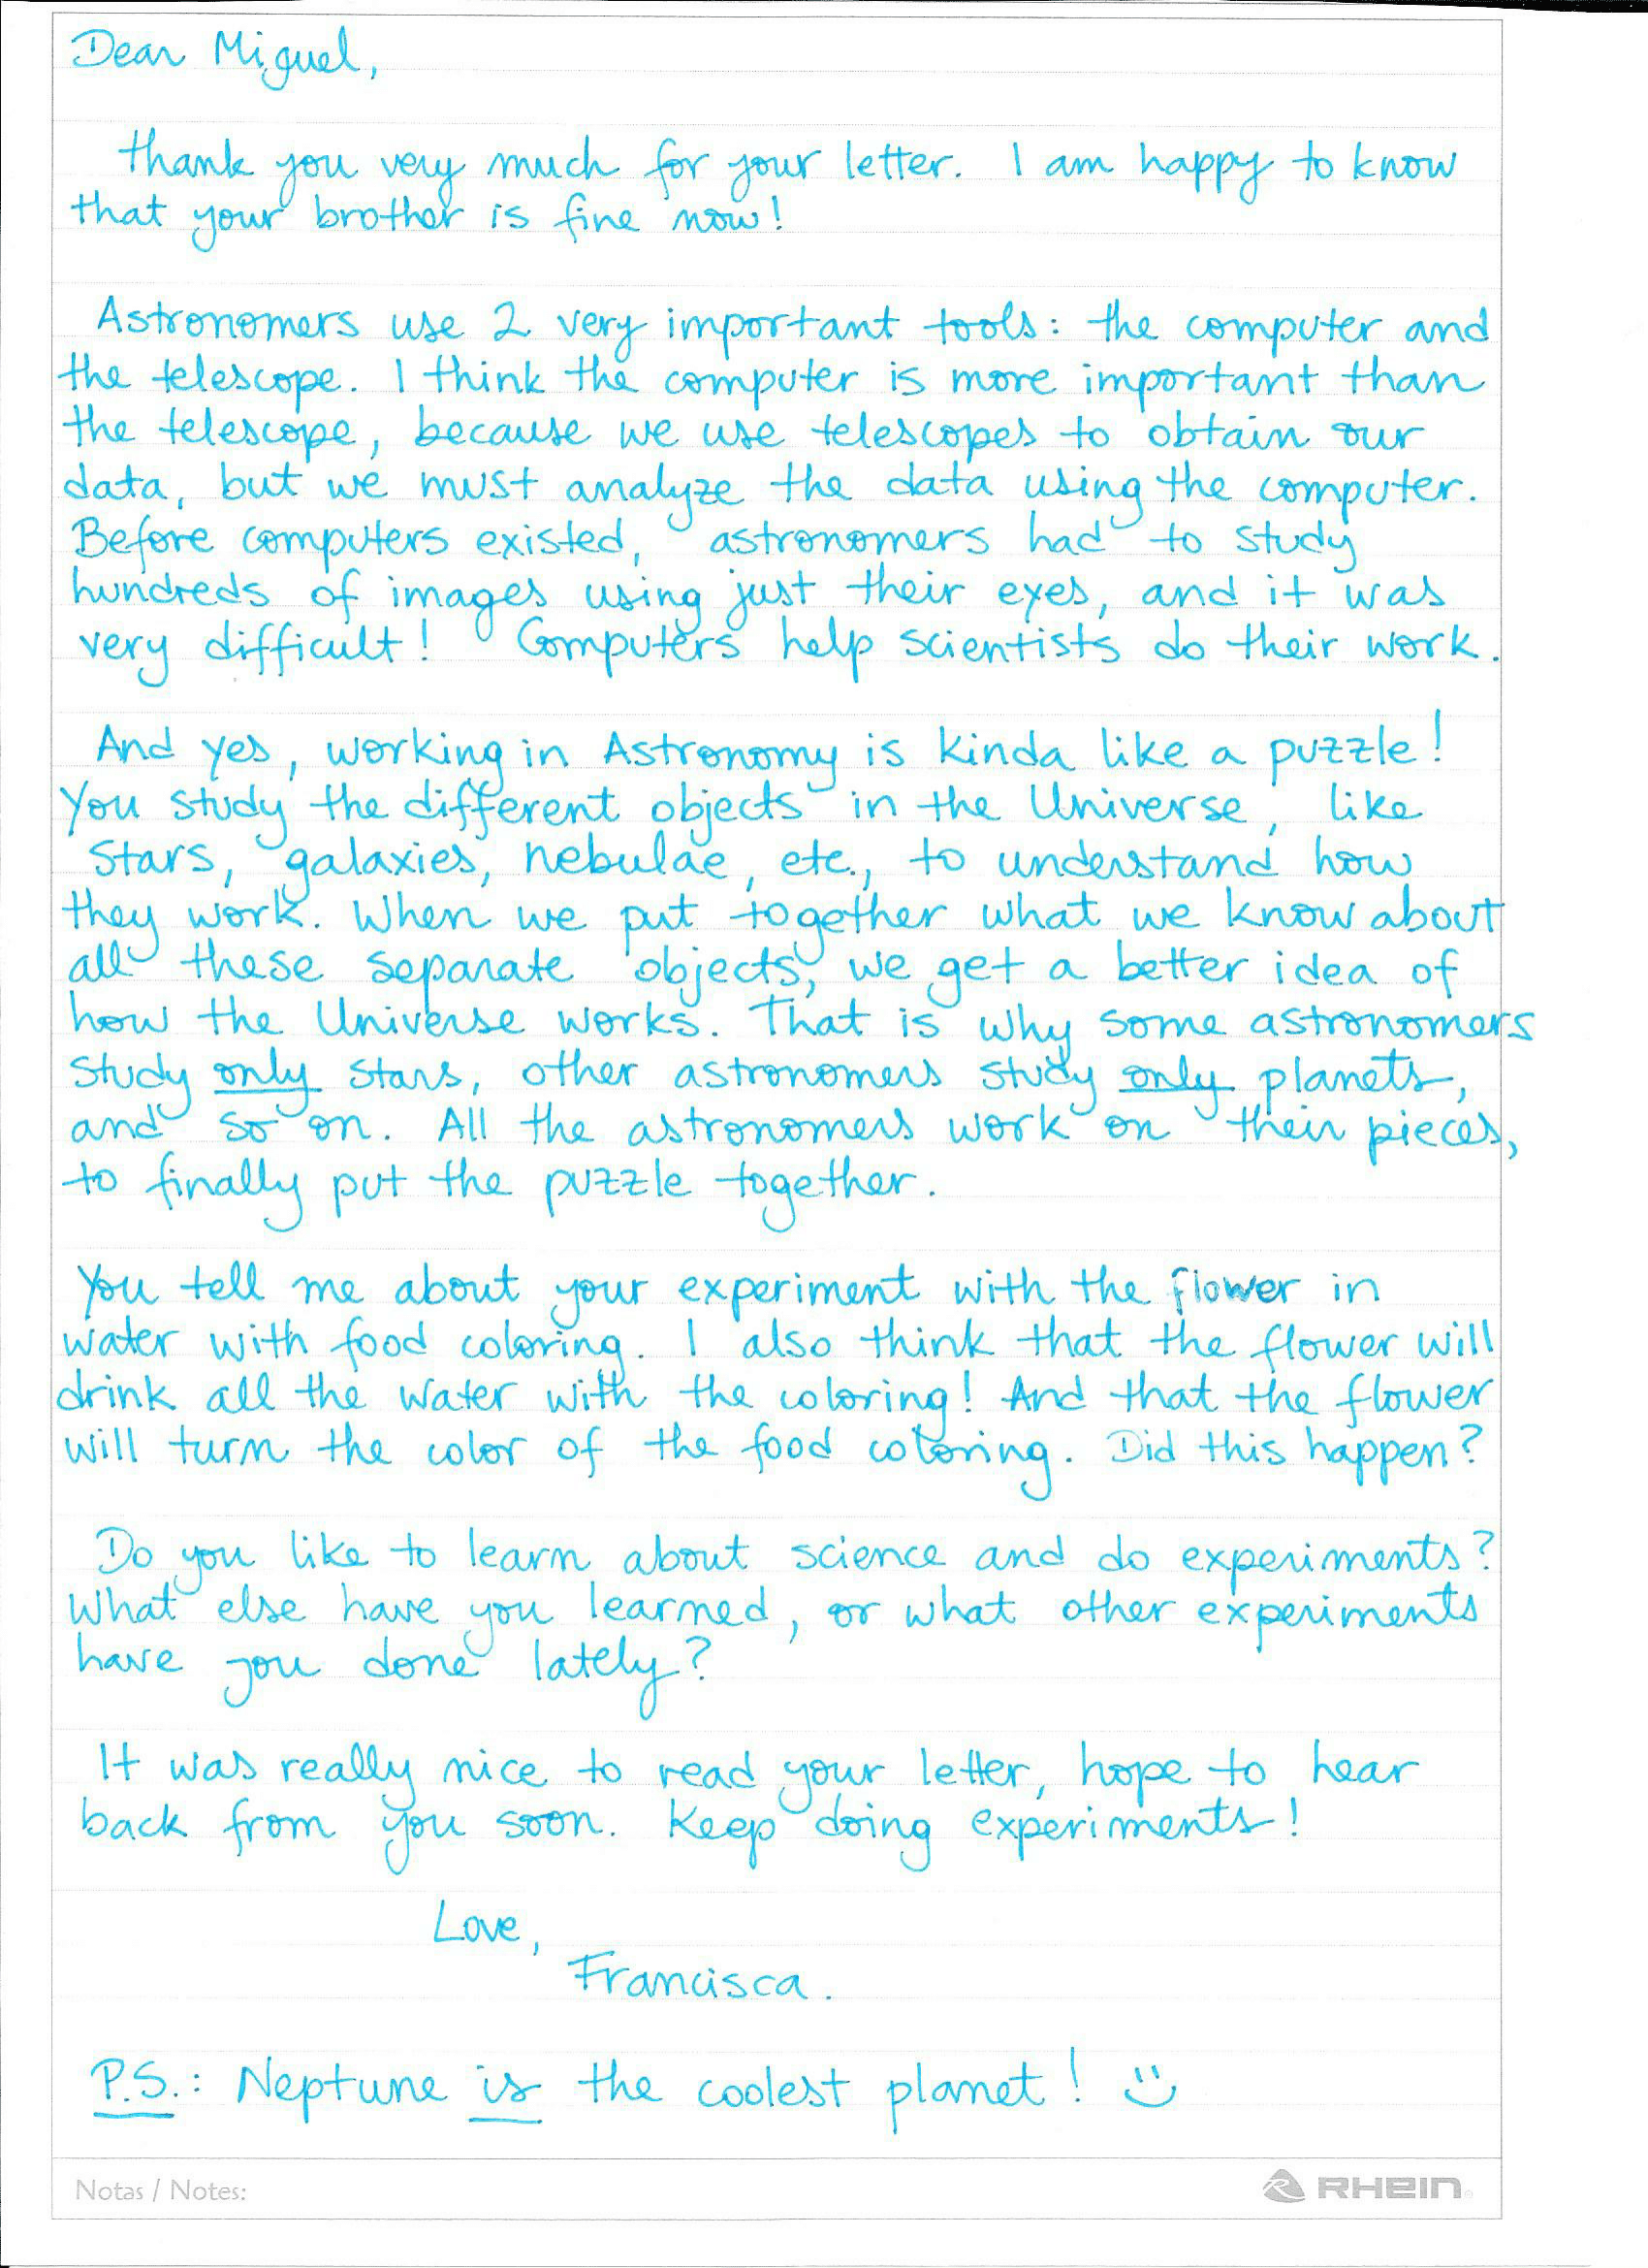 Dear Miguel,
thank you very much for your letter. I am happy to know
that your brother is fine now!
Astronomers use 2 very important tools: the computer and
the telescope. I think the computer is more important than
the telescope, because we use telescopes to obtain our
data, but we must analyze the data using the computer.
Before computers existed, astronomers had to study
hundreds of images using just their eyes, and it was
very difficult! Computers help scientists do their work.
And yes, working in Astronomy is kinda like a puzzle!
You study the different objects in the Universe, like
stars, galaxies, nebulae, etc., to understand how
they work. When we put together what we know about
all these separate objects, we get a better idea of
how the Universe works. That is why some astronomers
study only stars, other astronomers study only planets,
and so on. All the astronomers work on their pieces,
to finally put the puzzle together.
You tell me about your experiment with the flower in
water with food coloring. I also think that the flower will
drink all the water with the coloring! And that the flower
will turn the color of the food coloring. Did this happen?
Do you like to learn about science and do experiments?
What else have you learned, or what other experiments
have you done lately?
It was really nice to read your letter, hope to hear
back from you soon. Keep doing experiments!
Love,
Francisca.
P.S.: Neptune is the coolest planet! :)
Notas / Notes:
RHEIN